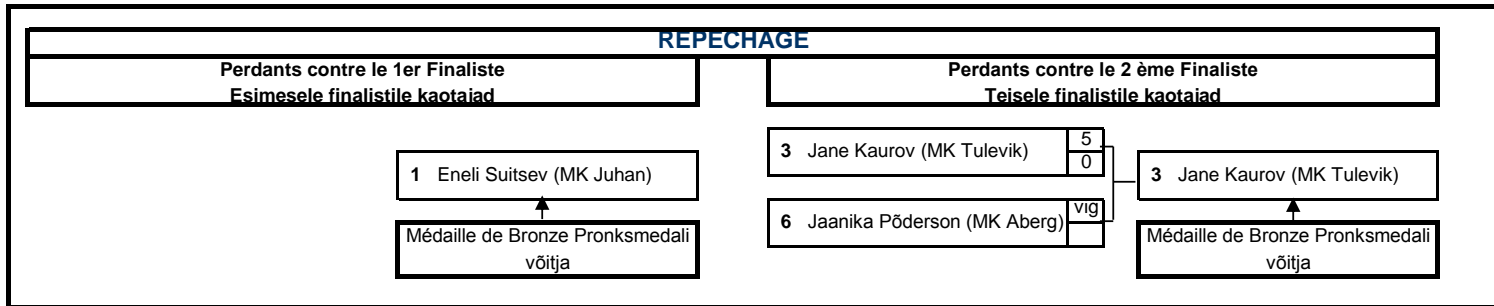 REPECHAGE
Perdants contre le 1er Finaliste
Esimesele finalistile kaotajad
Perdants contre le 2 ème Finaliste
Teisele finalistile kaotajad
3 Jane Kaurov (MK Tulevik) 5
0
1 Eneli Suitsev (MK Juhan)
3 Jane Kaurov (MK Tulevik)
6 Jaanika Põderson (MK Aberg) vig
Médaille de Bronze Pronksmedali
võitja
Médaille de Bronze Pronksmedali
võitja